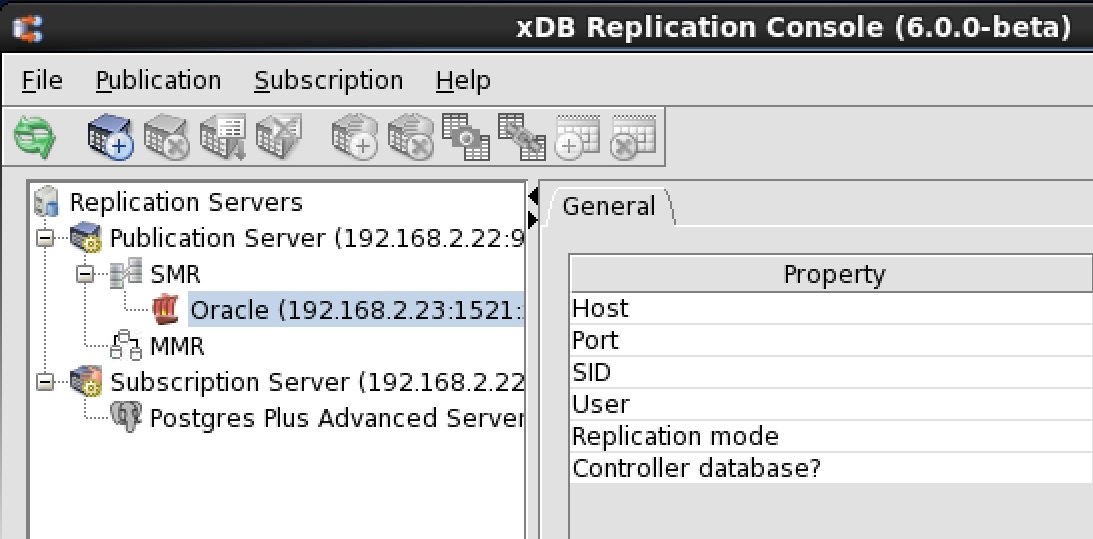 xDB Replication Console (6.0.0-beta)
File Publication Subscription Help
Replication Servers
Publication Server (192.168.2.22:9
SMR
Oracle (192.168.2.23:1521:
MMR
Subscription Server (192.168.2.22
Postgres Plus Advanced Server
General
Property
Host
Port
SID
User
Replication mode
Controller database?